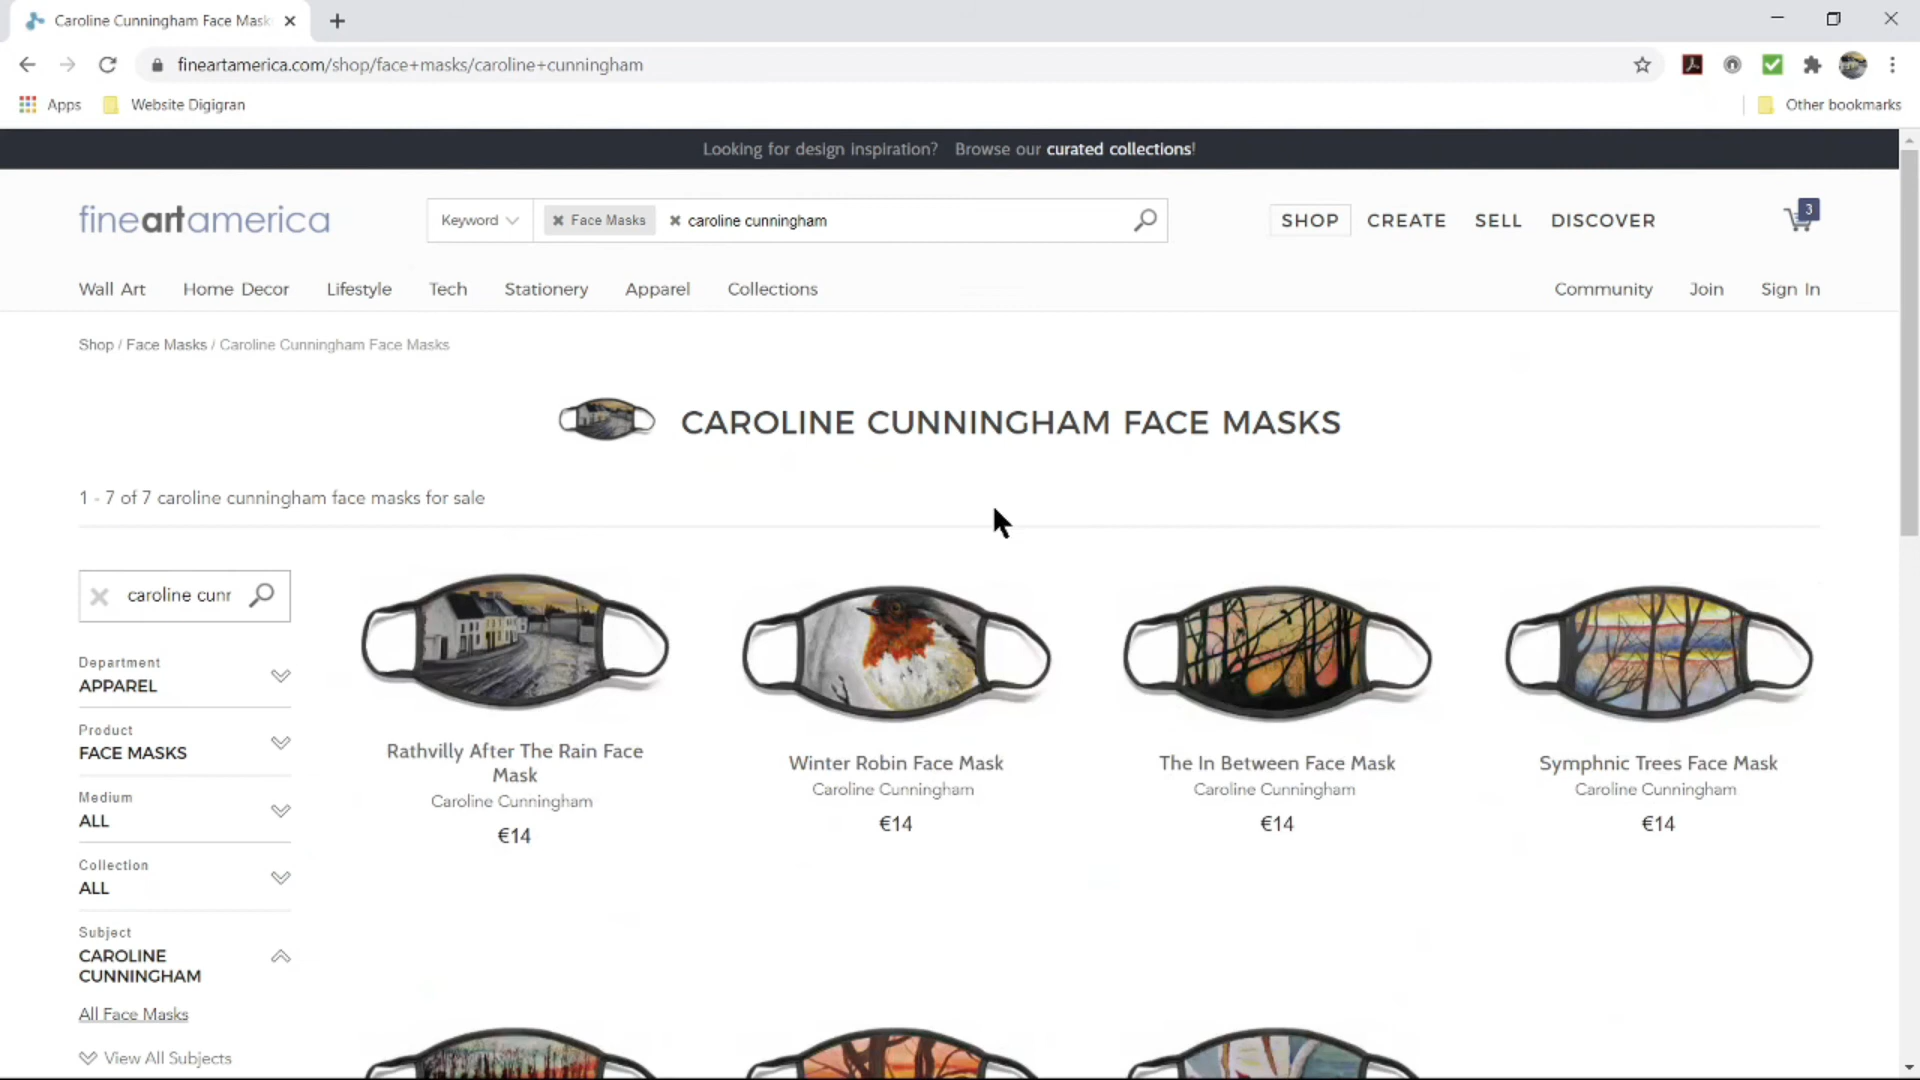 Caroline Cunningham Face Mask
fineartamerica.com/shop/face+masks/caroline+cunningham
Apps
Website Digigran
Other bookmarks
Looking for design inspiration? Browse our curated collections!
fineartamerica
Keyword
Face Masks
caroline cunningham
SHOP
CREATE
SELL
DISCOVER
3
Wall Art
Home Decor
Lifestyle
Tech
Stationery
Apparel
Collections
Community
Join
Sign In
Shop / Face Masks / Caroline Cunningham Face Masks
CAROLINE CUNNINGHAM FACE MASKS
1 - 7 of 7 caroline cunningham face masks for sale
caroline cunr
Department
APPAREL
Product
FACE MASKS
Medium
ALL
Collection
ALL
Subject
CAROLINE
CUNNINGHAM
All Face Masks
View All Subjects
Rathvilly After The Rain Face
Mask
Caroline Cunningham
€14
Winter Robin Face Mask
Caroline Cunningham
€14
The In Between Face Mask
Caroline Cunningham
€14
Symphnic Trees Face Mask
Caroline Cunningham
€14